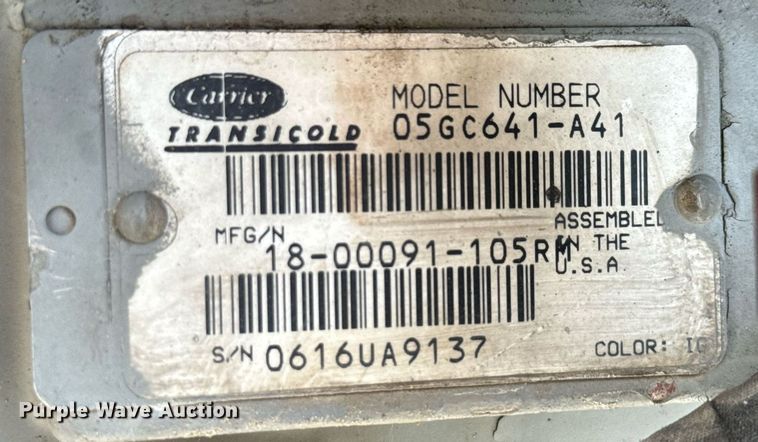 Carrier
TRANSICOLD
MODEL NUMBER
05GC641-A41
ASSEMBLED
IN THE
U.S.A
MFG/N
18-00091-105RM
S/N 0616UA9137
COLOR:
Purple Wave Auction